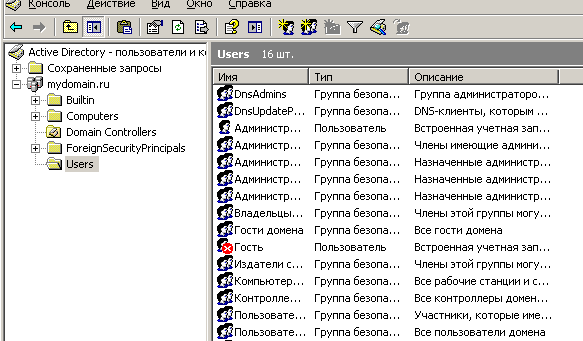 Консоль Действие Вид Окно Справка
Active Directory - пользователи и к
Users 16 шт.
Сохраненные запросы
mydomain.ru
Builtin
Computers
Domain Controllers
ForeignSecurityPrincipals
Users
Имя Тип Описание
DnsAdmins Группа безопа... Группа администраторо...
DnsUpdateP... Группа безопа... DNS-клиенты, которым ...
Администр... Пользователь Встроенная учетная зап...
Администр... Группа безопа... Члены имеющие админи...
Администр... Группа безопа... Назначенные администр...
Администр... Группа безопа... Назначенные администр...
Администр... Группа безопа... Назначенные администр...
Владельцы... Группа безопа... Члены этой группы могу...
Гости домена Группа безопа... Все гости домена
Гость Пользователь Встроенная учетная зап...
Издатели с... Группа безопа... Члены этой группы могу...
Компьютер... Группа безопа... Все рабочие станции и с...
Контролле... Группа безопа... Все контроллеры домен...
Пользовате... Группа безопа... Участники, которые име...
Пользовате... Группа безопа... Все пользователи домена